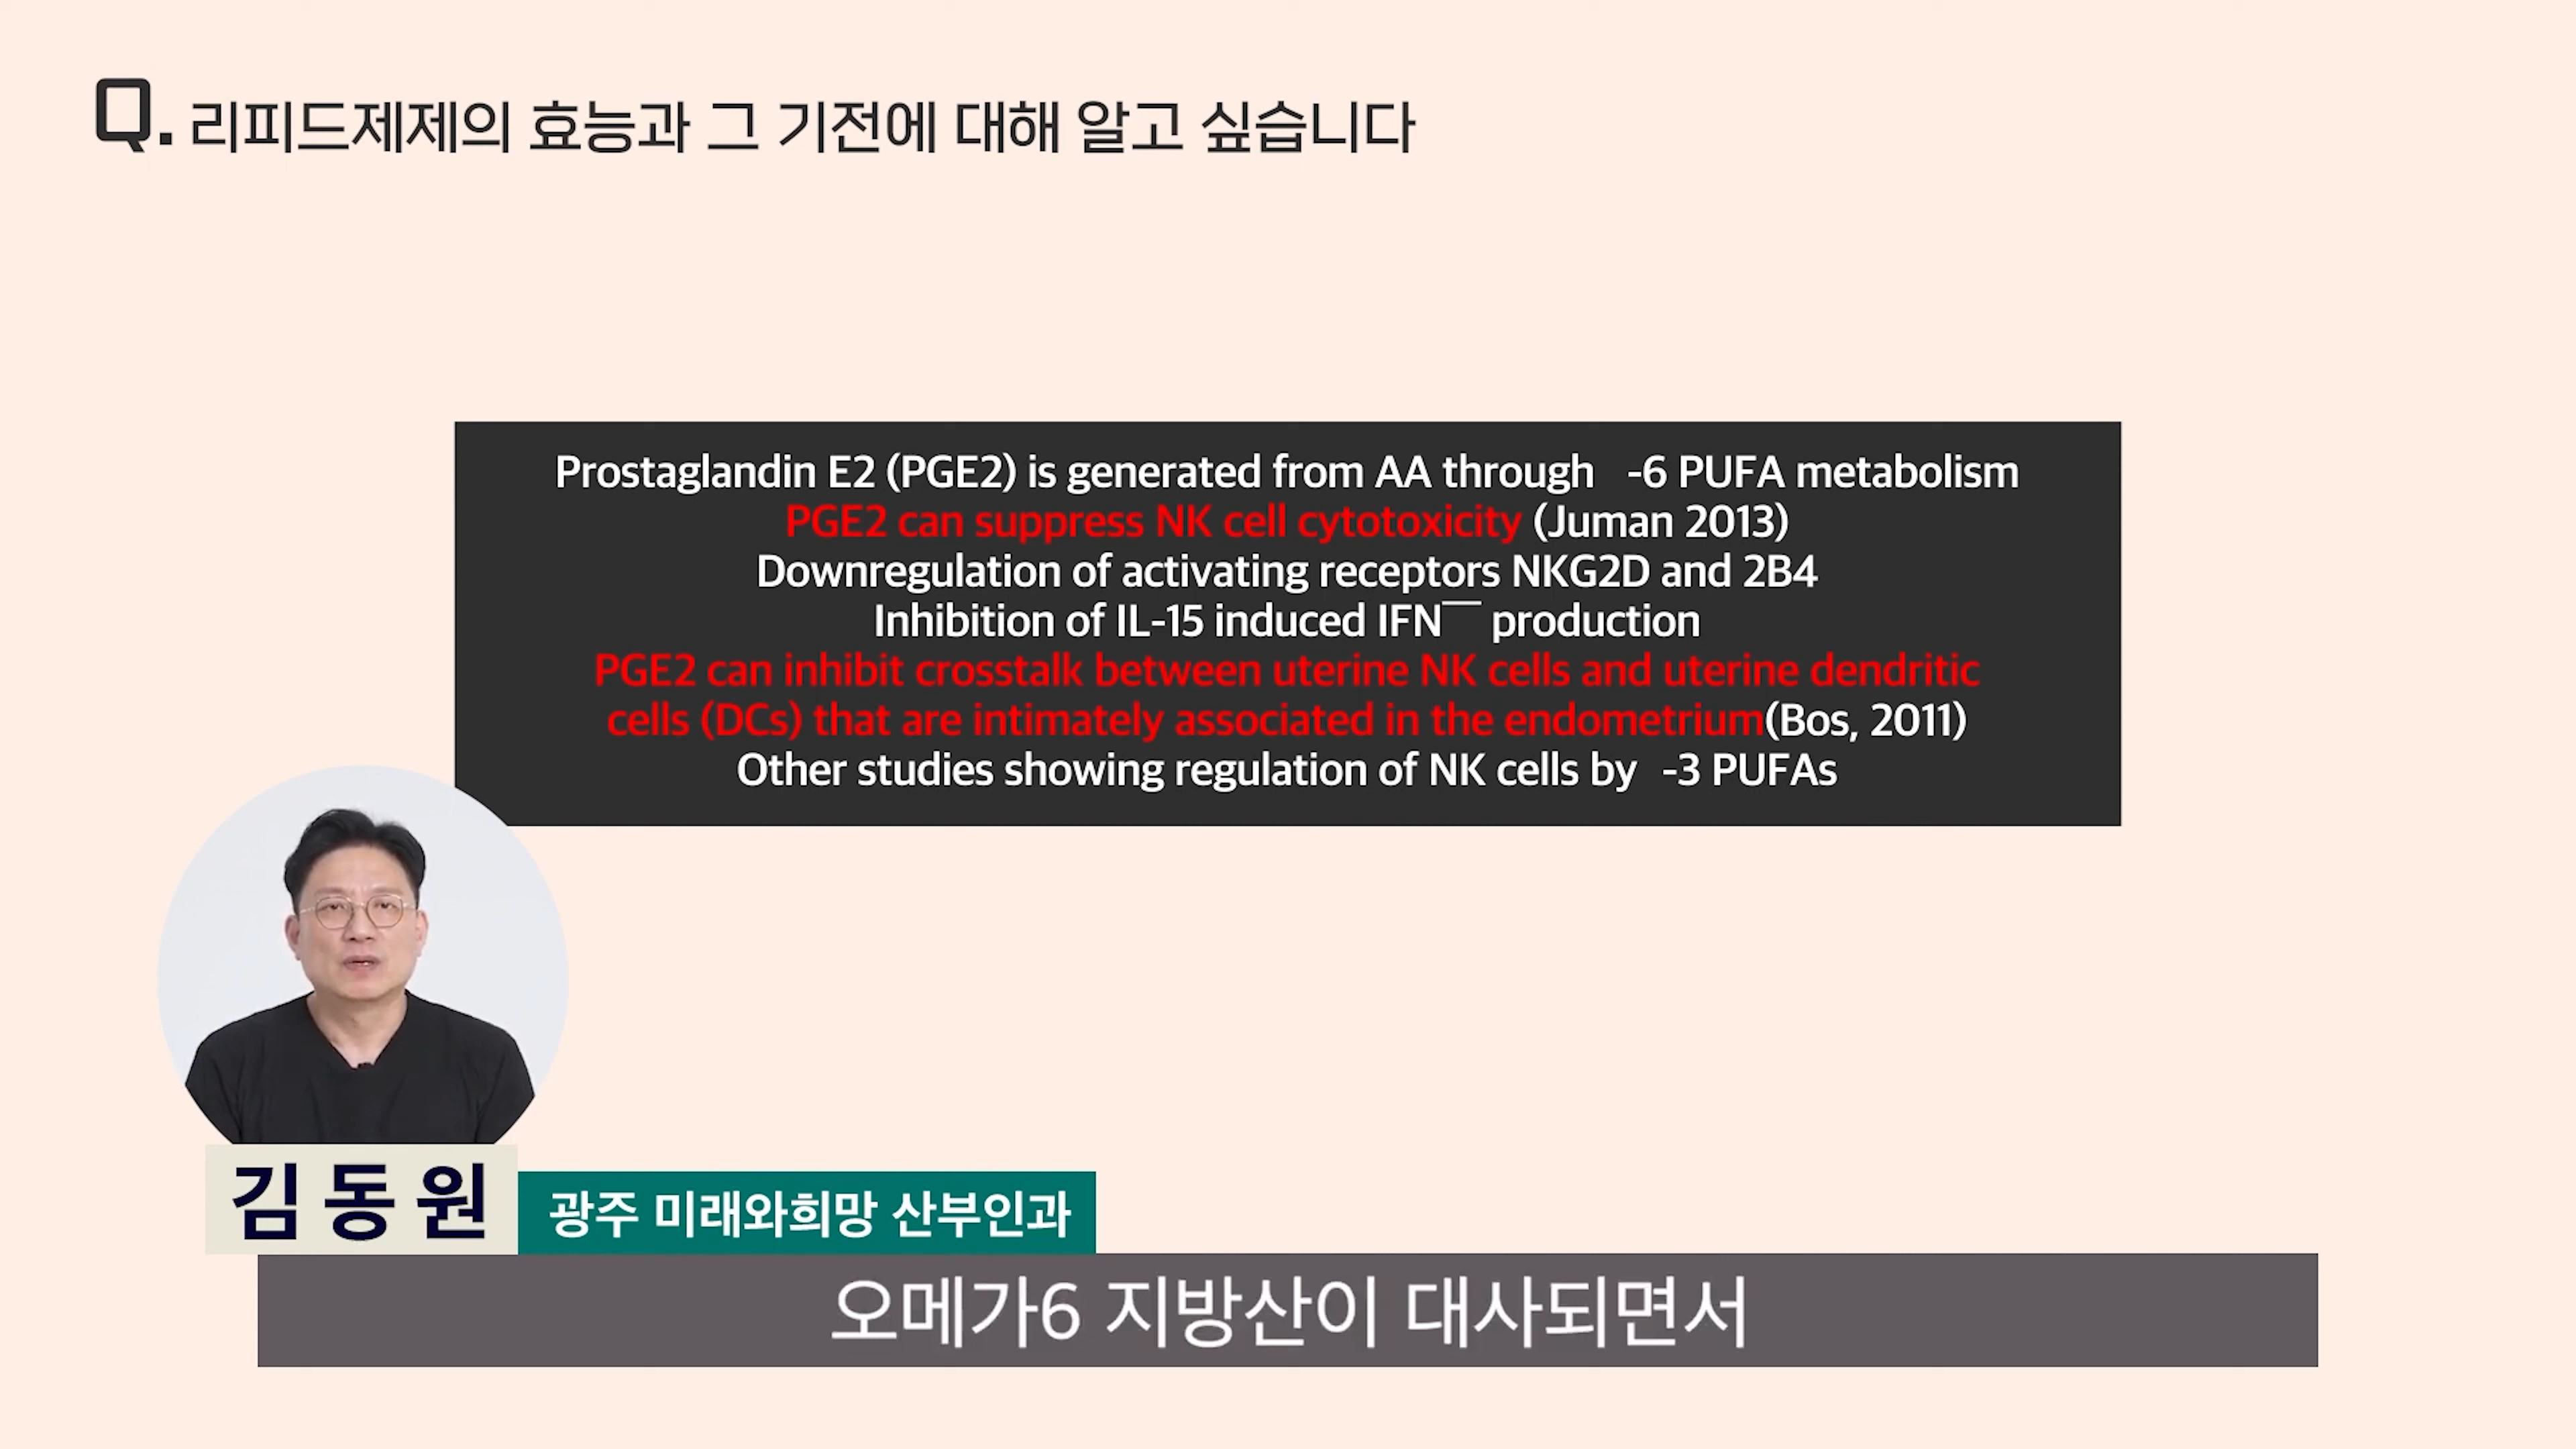 Q. 리피드제제의 효능과 그 기전에 대해 알고 싶습니다
Prostaglandin E2 (PGE2) is generated from AA through -6 PUFA metabolism
PGE2 can suppress NK cell cytotoxicity (Juman 2013)
Downregulation of activating receptors NKG2D and 2B4
Inhibition of IL-15 induced IFN¯¯ production
PGE2 can inhibit crosstalk between uterine NK cells and uterine dendritic
cells (DCs) that are intimately associated in the endometrium(Bos, 2011)
Other studies showing regulation of NK cells by -3 PUFAs
김동원
광주 미래와희망 산부인과
오메가6 지방산이 대사되면서